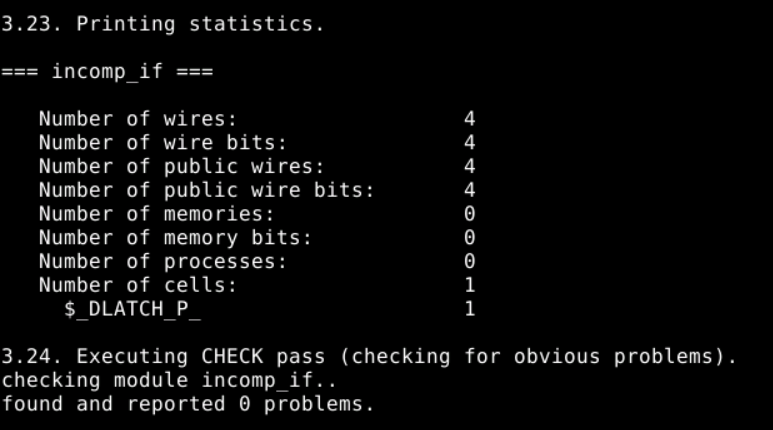 3.23. Printing statistics.
=== incomp_if ===
Number of wires: 4
Number of wire bits: 4
Number of public wires: 4
Number of public wire bits: 4
Number of memories: 0
Number of memory bits: 0
Number of processes: 0
Number of cells: 1
$_DLATCH_P_ 1
3.24. Executing CHECK pass (checking for obvious problems).
checking module incomp_if..
found and reported 0 problems.